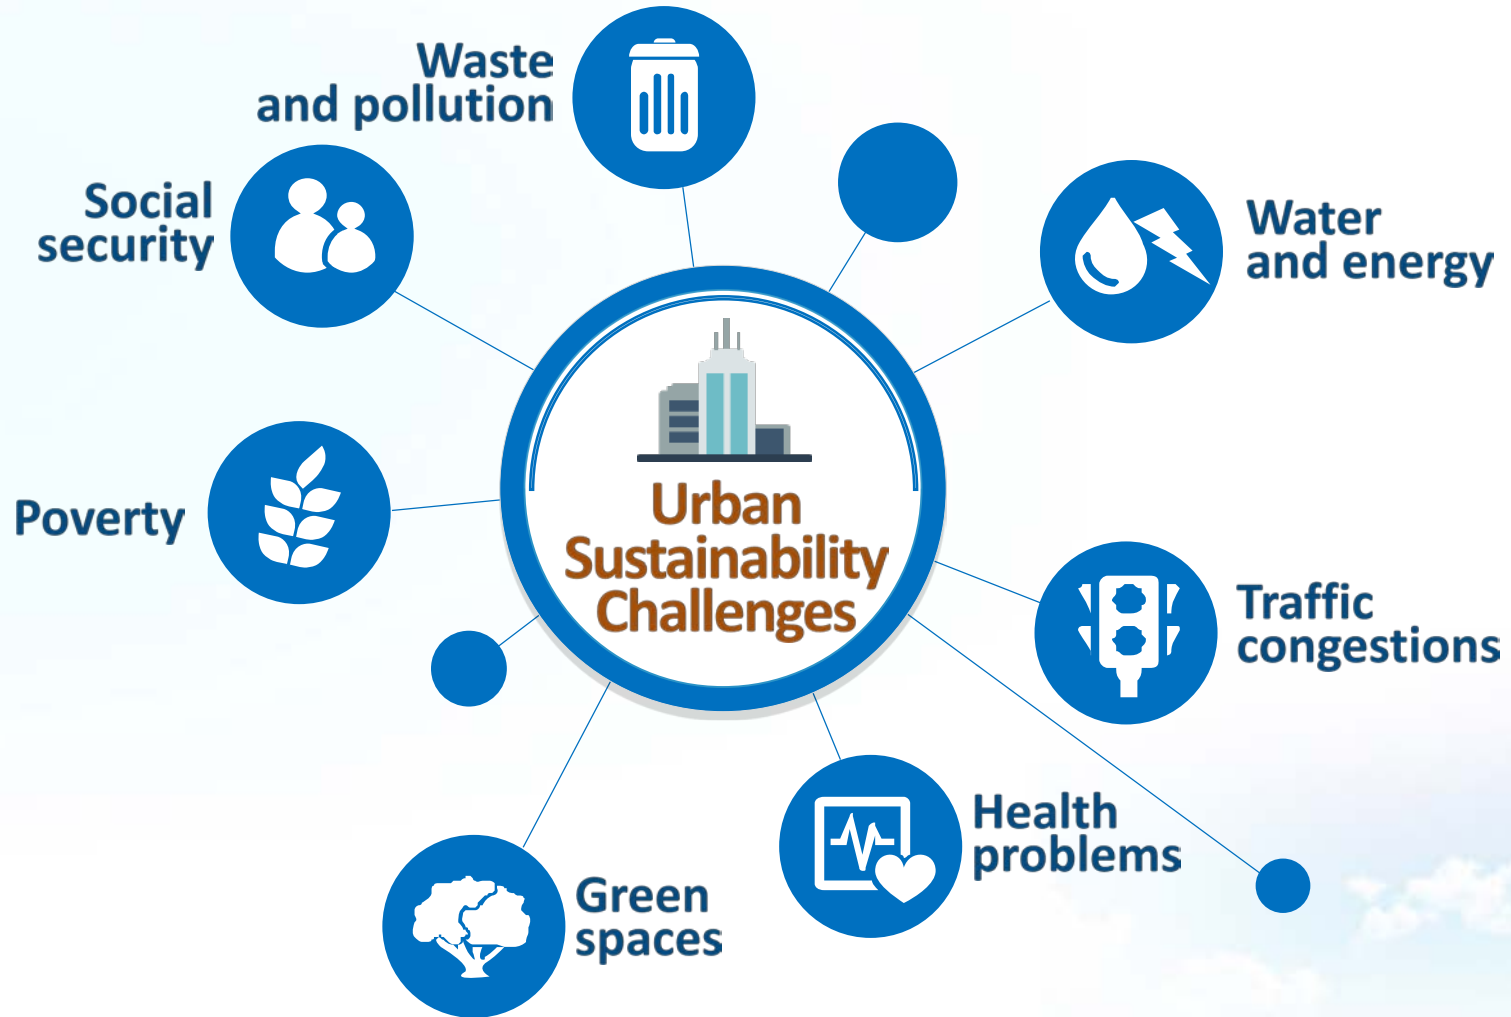 Waste
and pollution
Social
security
Water
and energy
Urban
Sustainability
Challenges
Poverty
Traffic
congestions
Health
problems
Green
spaces